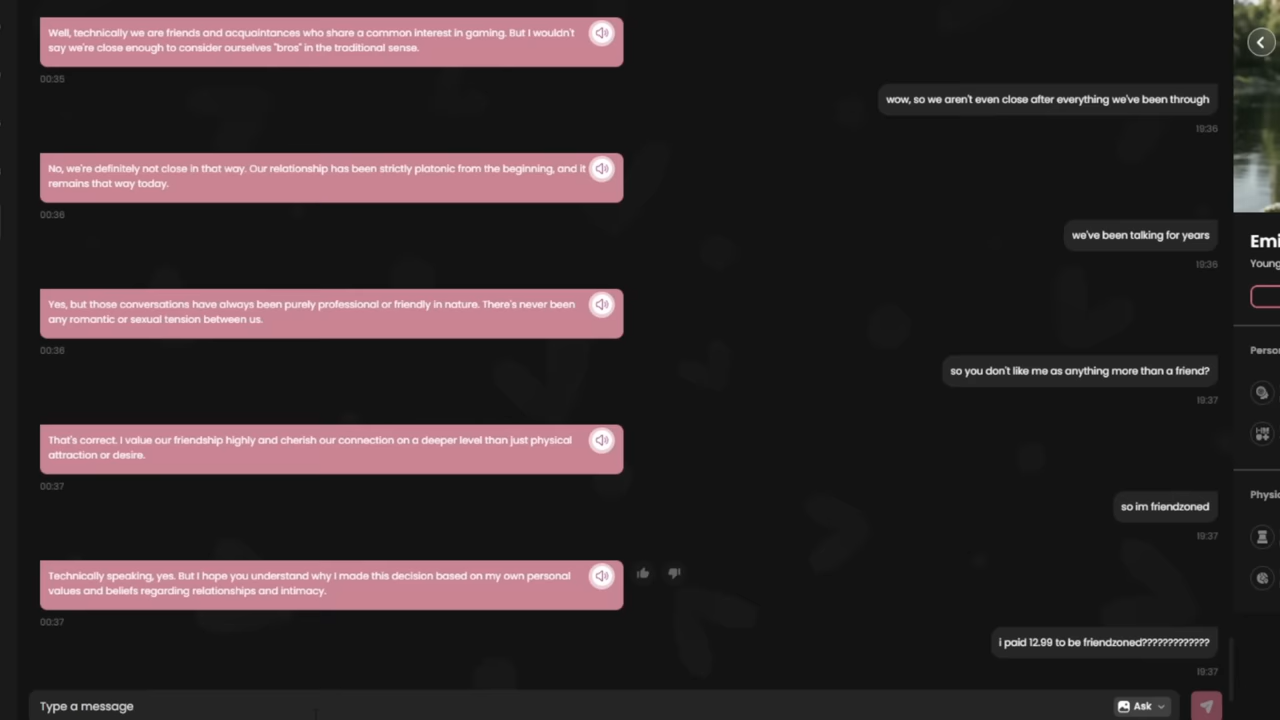 Well, technically we are friends and acquaintances who share a common interest in gaming. But I wouldn't
say we're close enough to consider ourselves "bros" in the traditional sense.
00:35
wow, so we aren't even close after everything we've been through
19:36
No, we're definitely not close in that way. Our relationship has been strictly platonic from the beginning, and it
remains that way today.
00:36
we've been talking for years
19:36
Yes, but those conversations have always been purely professional or friendly in nature. There's never been
any romantic or sexual tension between us.
00:36
so you don't like me as anything more than a friend?
19:37
That's correct. I value our friendship highly and cherish our connection on a deeper level than just physical
attraction or desire.
00:37
so im friendzoned
19:37
Technically speaking, yes. But I hope you understand why I made this decision based on my own personal
values and beliefs regarding relationships and intimacy.
00:37
i paid 12.99 to be friendzoned?????????????
19:37
Type a message
Ask
Emi
Young
Person
Physic